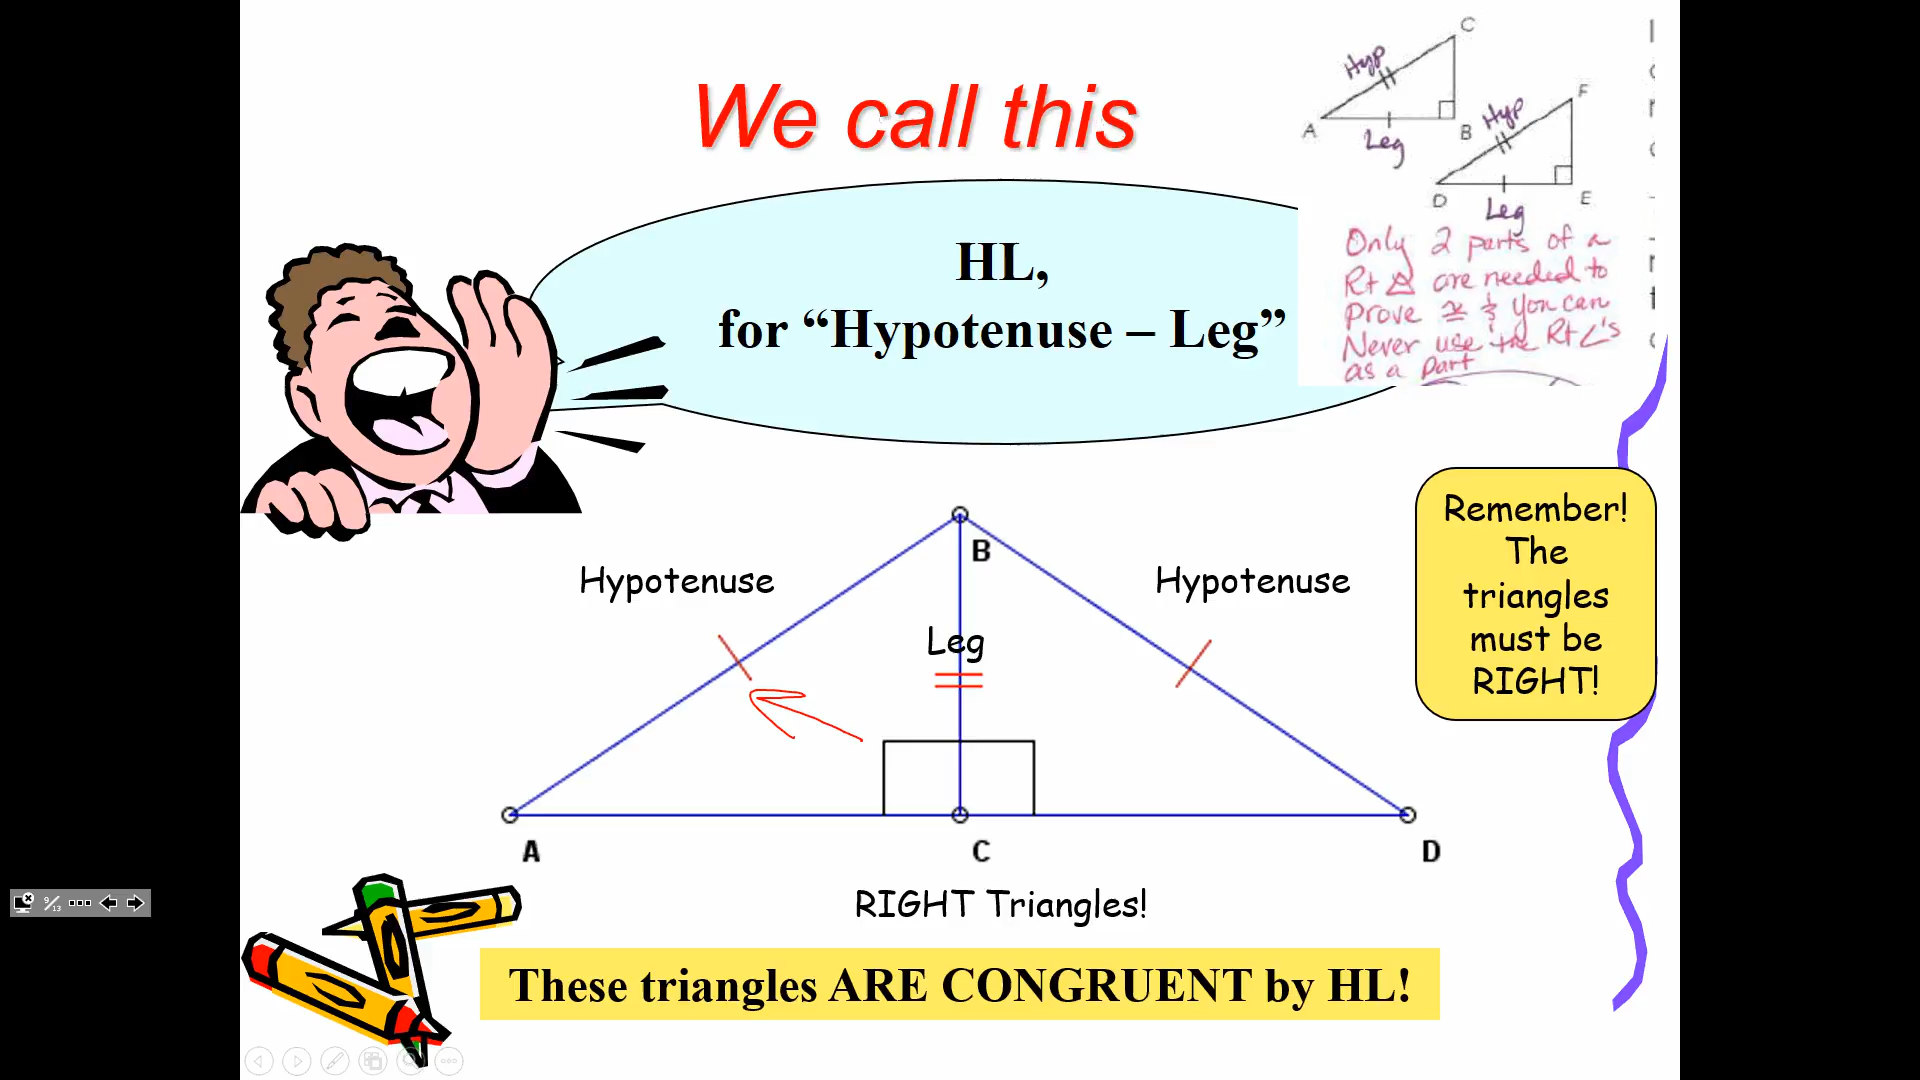 We call this
HL,
for “Hypotenuse – Leg”
C
Hyp
A
B
Leg
F
Hyp
D
E
Leg
Only 2 parts of a
Rt △ are needed to
prove ≅ & you can
Never use the Rt ∠'s
as a part
Remember!
The
triangles
must be
RIGHT!
B
Hypotenuse
Hypotenuse
Leg
A
C
D
RIGHT Triangles!
These triangles ARE CONGRUENT by HL!
9/13